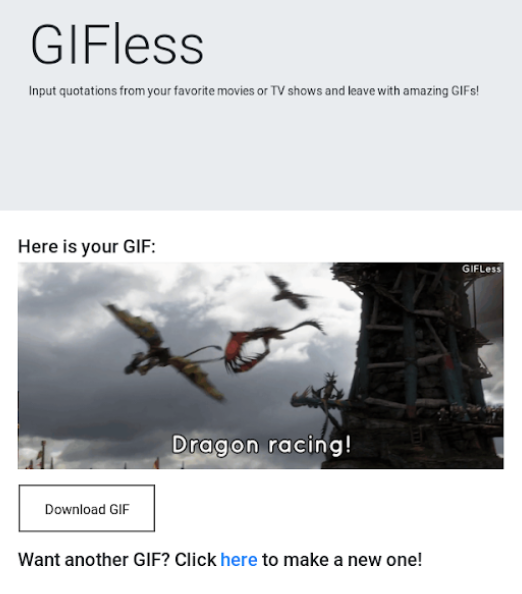 GIFless
Input quotations from your favorite movies or TV shows and leave with amazing GIFs!
Here is your GIF:
GIFLess
Dragon racing!
Download GIF
Want another GIF? Click here to make a new one!